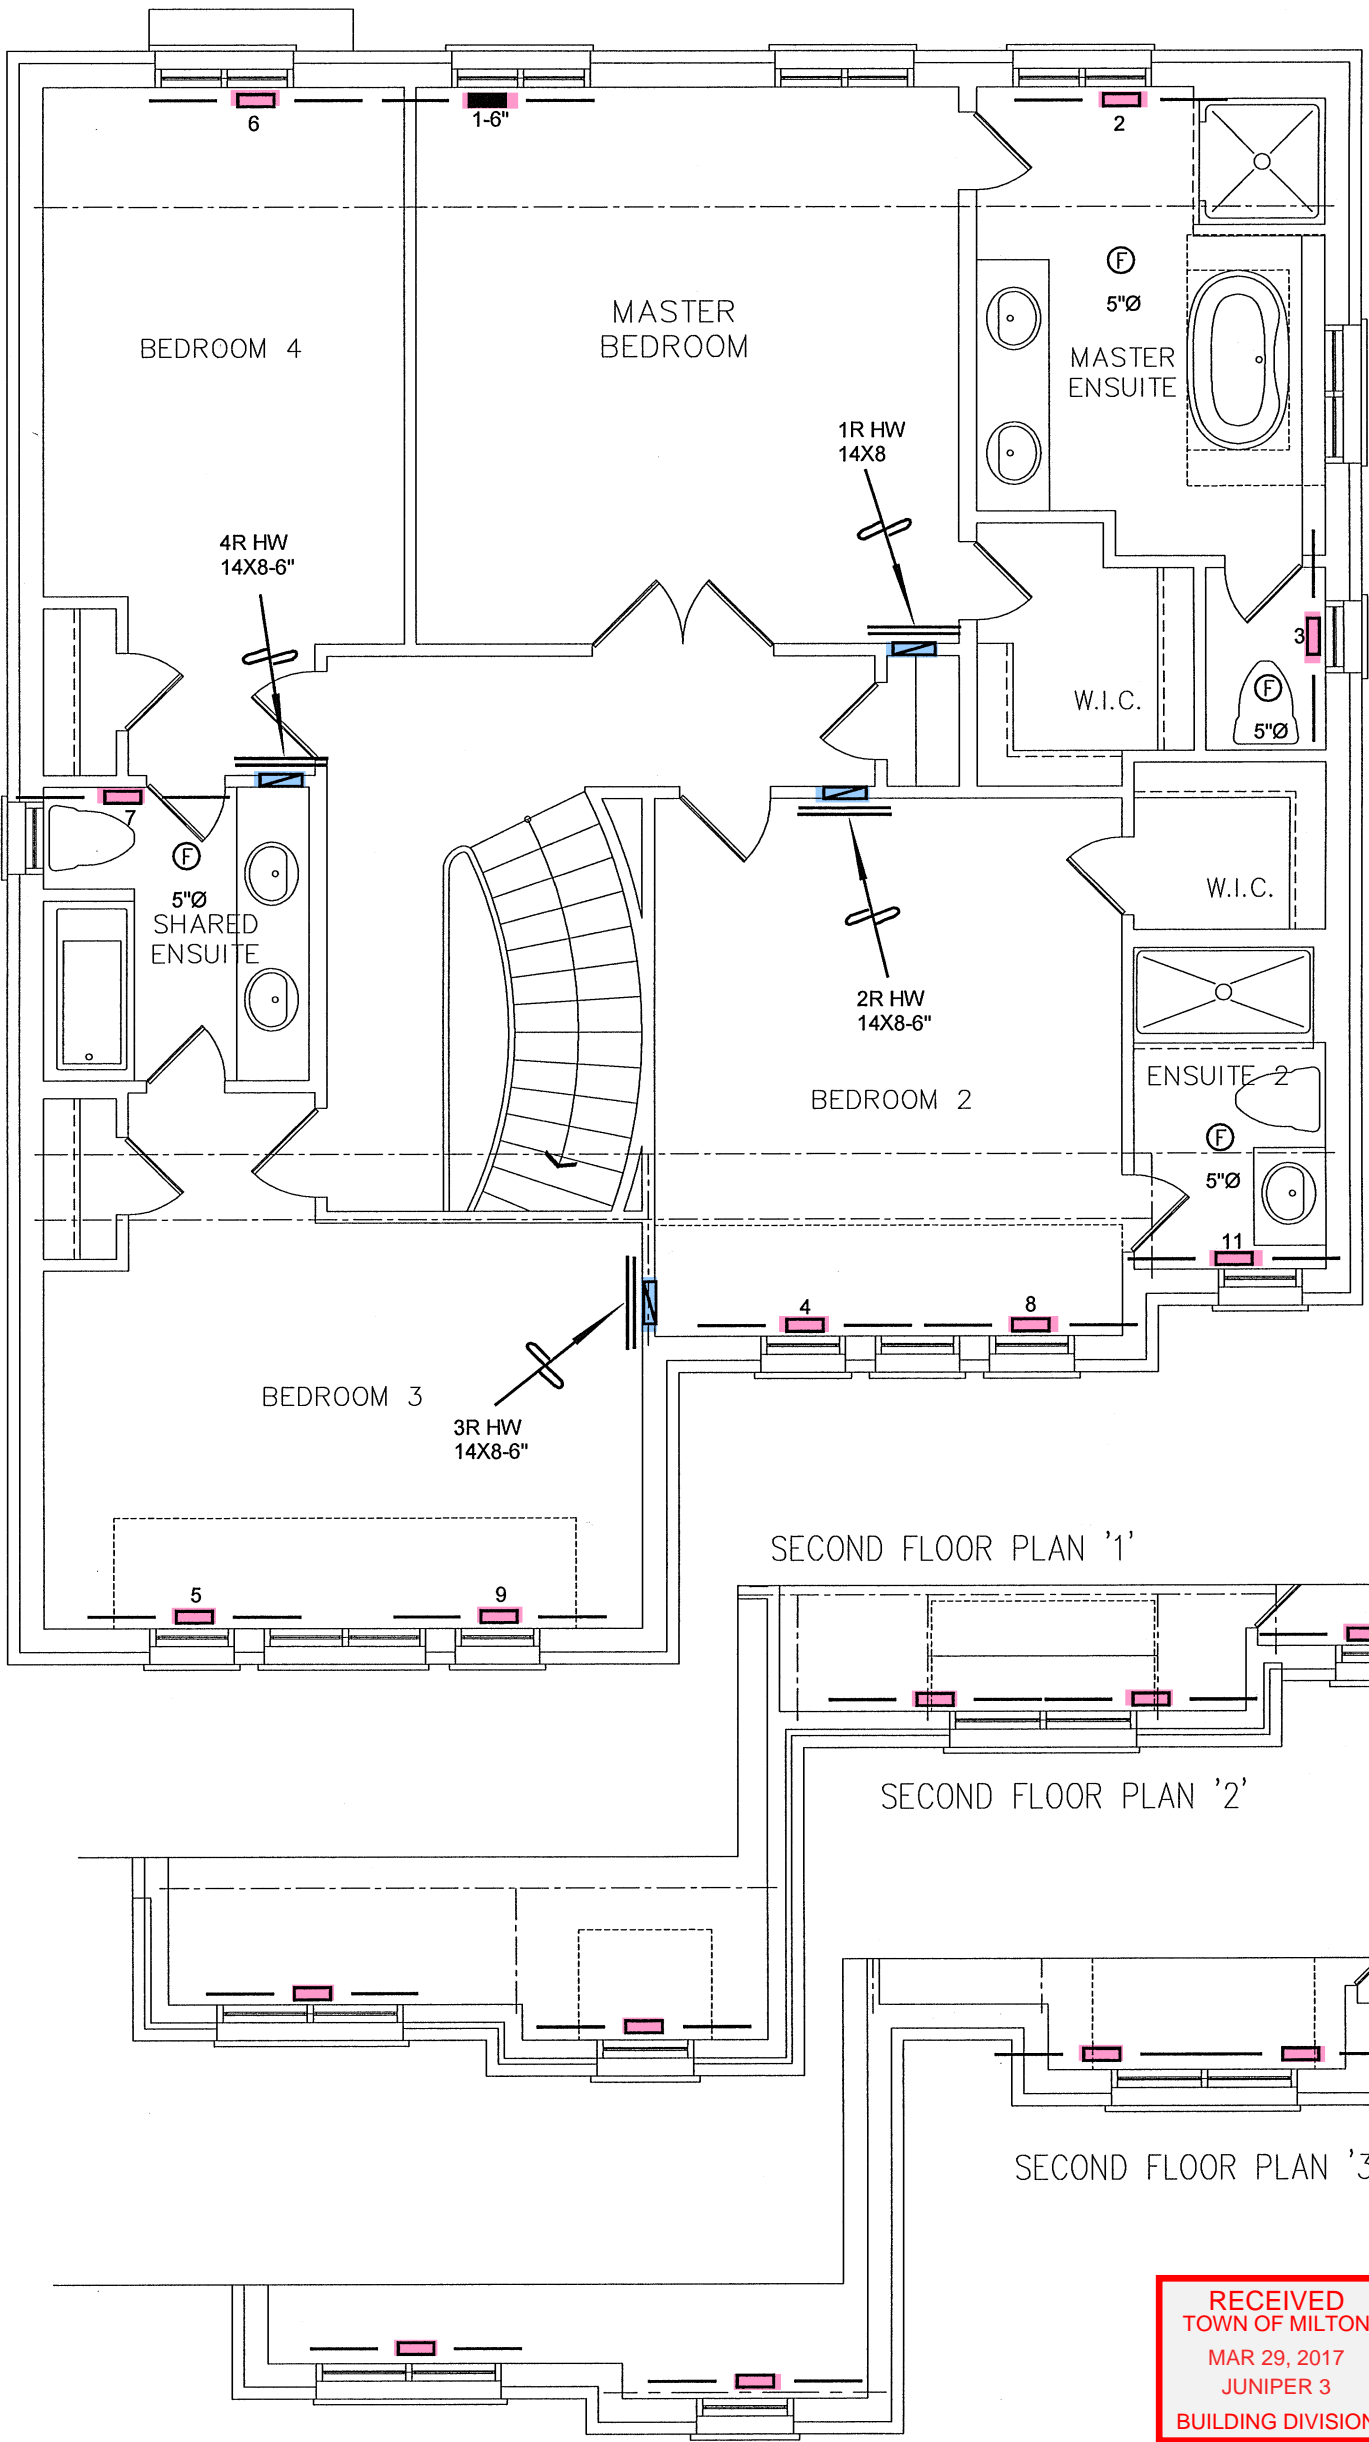 6
1-6"
2
Ⓕ
5"Ø
MASTER
BEDROOM
BEDROOM 4
MASTER
ENSUITE
1R HW
14X8
4R HW
14X8-6"
3
W.I.C.
Ⓕ
5"Ø
7
Ⓕ
5"Ø
SHARED
ENSUITE
W.I.C.
2R HW
14X8-6"
ENSUITE 2
BEDROOM 2
Ⓕ
5"Ø
11
4
8
BEDROOM 3
3R HW
14X8-6"
SECOND FLOOR PLAN '1'
5
9
SECOND FLOOR PLAN '2'
SECOND FLOOR PLAN '3
RECEIVED
TOWN OF MILTON
MAR 29, 2017
JUNIPER 3
BUILDING DIVISION